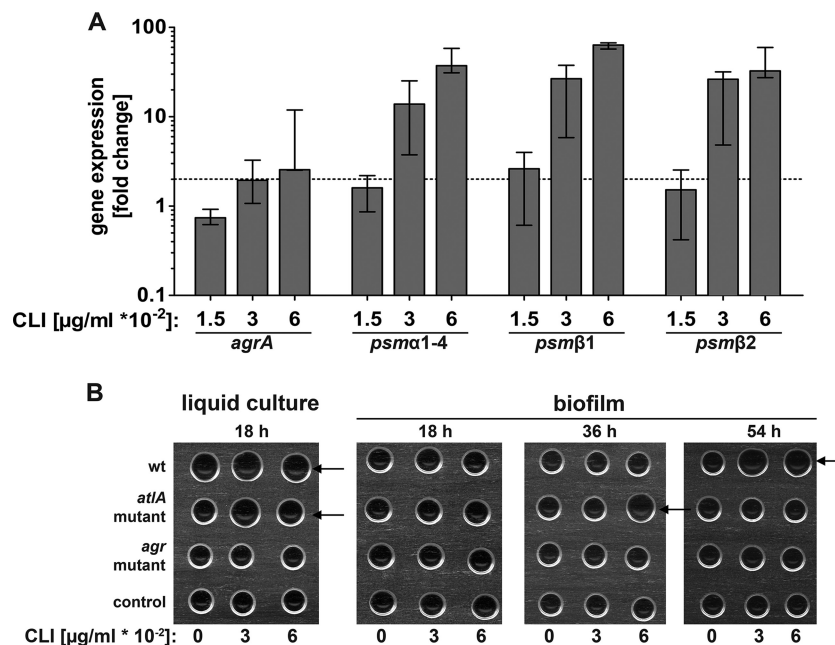 A
gene expression
[fold change]
100
10
1
0.1
CLI [µg/ml *10⁻²]: 1.5 3 6 1.5 3 6 1.5 3 6 1.5 3 6
agrA psmα1-4 psmβ1 psmβ2
B
liquid culture biofilm
18 h 18 h 36 h 54 h
wt
atlA
mutant
agr
mutant
control
CLI [µg/ml * 10⁻²]: 0 3 6 0 3 6 0 3 6 0 3 6